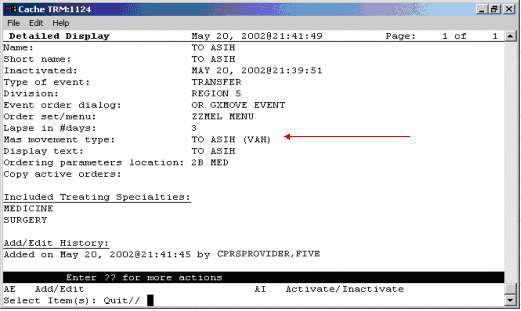 Cache TRM:1124
File Edit Help
Detailed Display May 20, 2002@21:41:49 Page: 1 of 1
Name: TO ASIH
Short name: TO ASIH
Inactivated: MAY 20, 2002@21:39:51
Type of event: TRANSFER
Division: REGION 5
Event order dialog: OR GXMOVE EVENT
Order set/menu: ZZMEL MENU
Lapse in #days: 3
Mas movement type: TO ASIH (VAH)
Display text: TO ASIH
Ordering parameters location: 2B MED
Copy active orders:
Included Treating Specialties:
MEDICINE
SURGERY
Add/Edit History:
Added on May 20, 2002@21:41:45 by CPRSPROVIDER,FIVE
Enter ?? for more actions
AE Add/Edit AI Activate/Inactivate
Select Item(s): Quit//